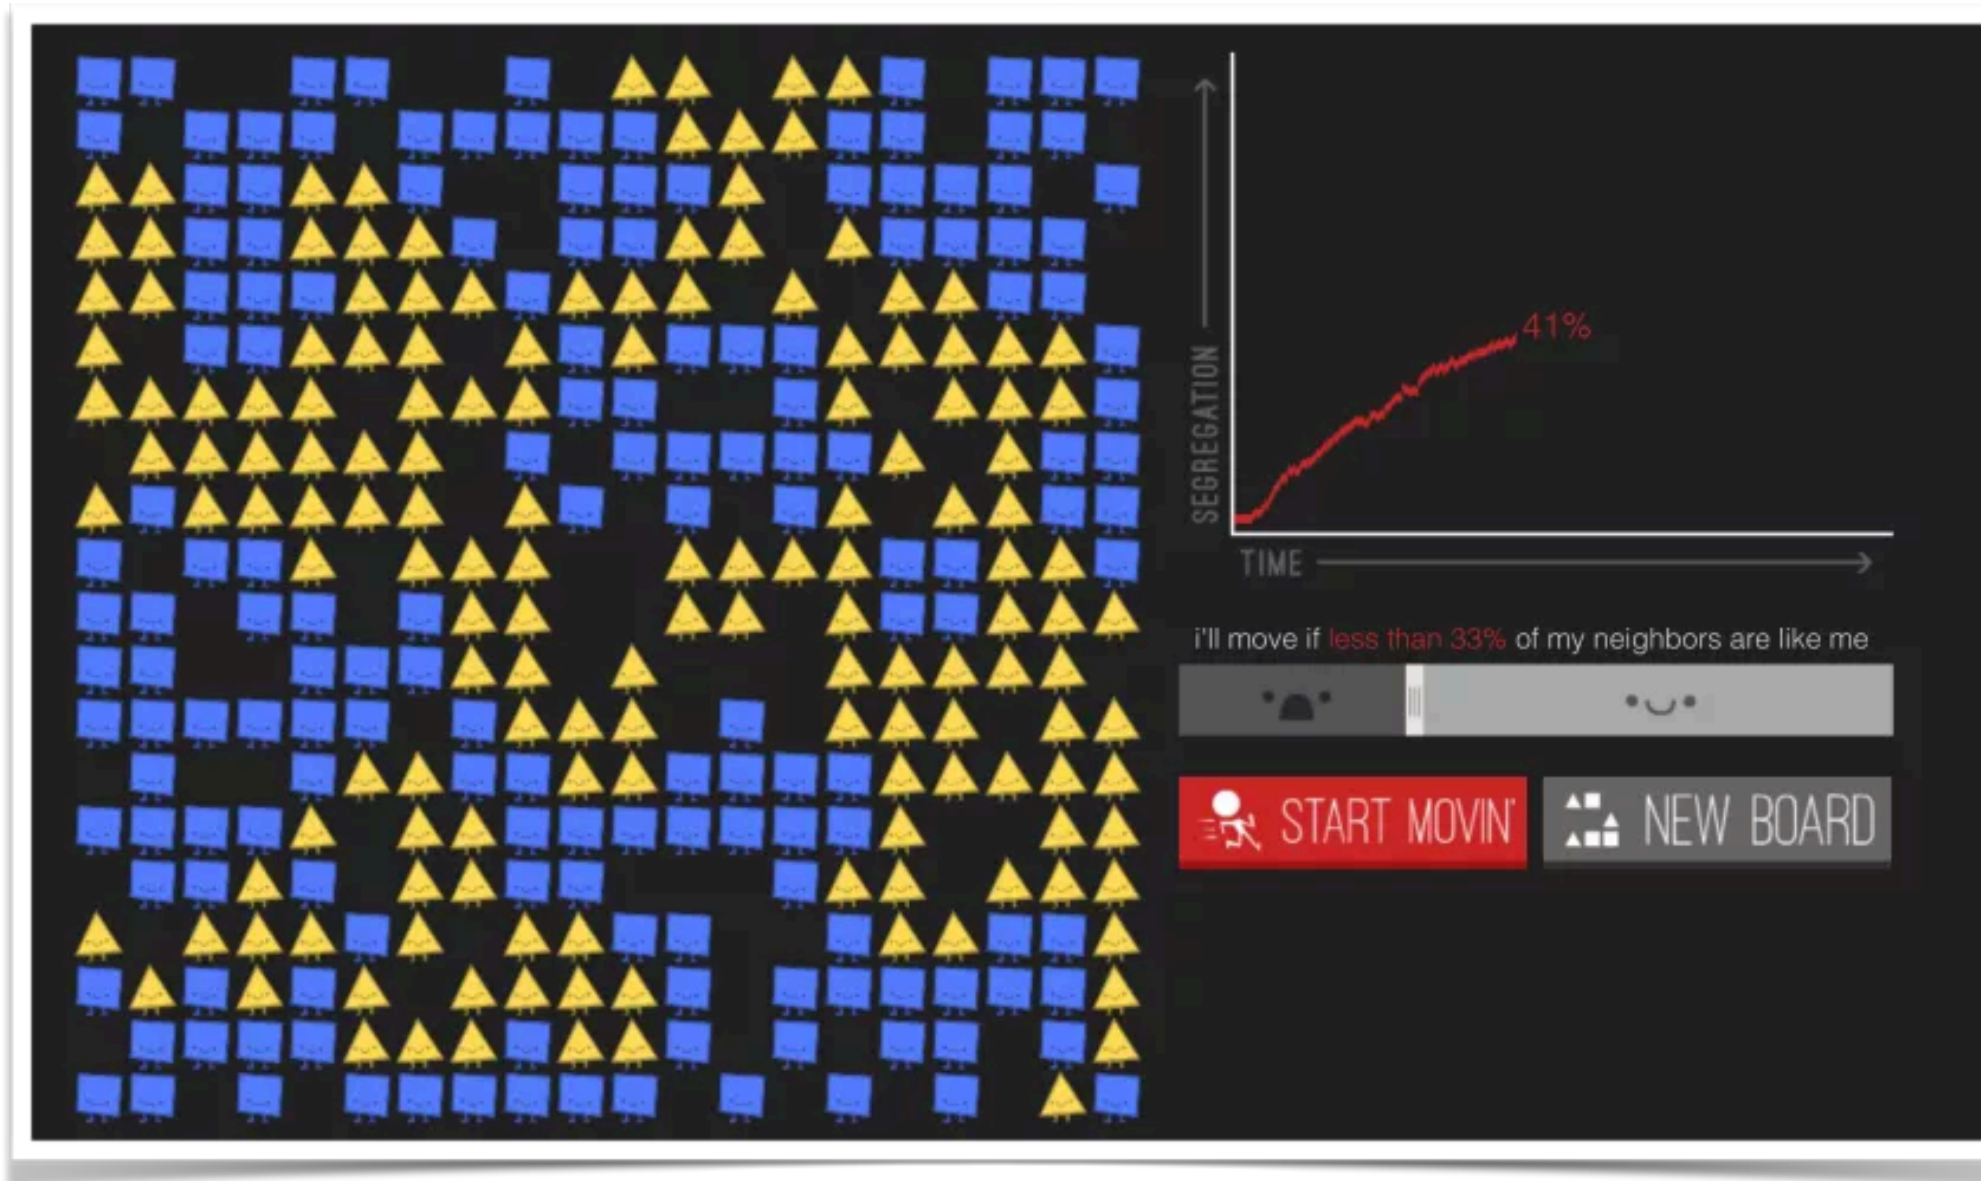 41%
SEGREGATION
TIME
i'll move if less than 33% of my neighbors are like me
START MOVIN'
NEW BOARD